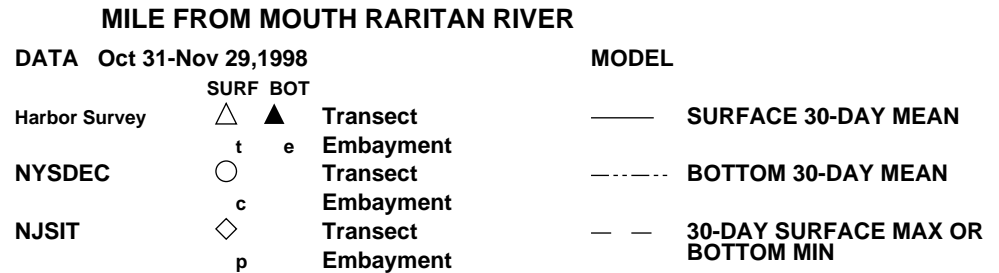 MILE FROM MOUTH RARITAN RIVER
DATA Oct 31-Nov 29,1998 MODEL
SURF BOT
Harbor Survey Transect SURFACE 30-DAY MEAN
t e Embayment
NYSDEC Transect BOTTOM 30-DAY MEAN
c Embayment
NJSIT Transect 30-DAY SURFACE MAX OR
p Embayment BOTTOM MIN